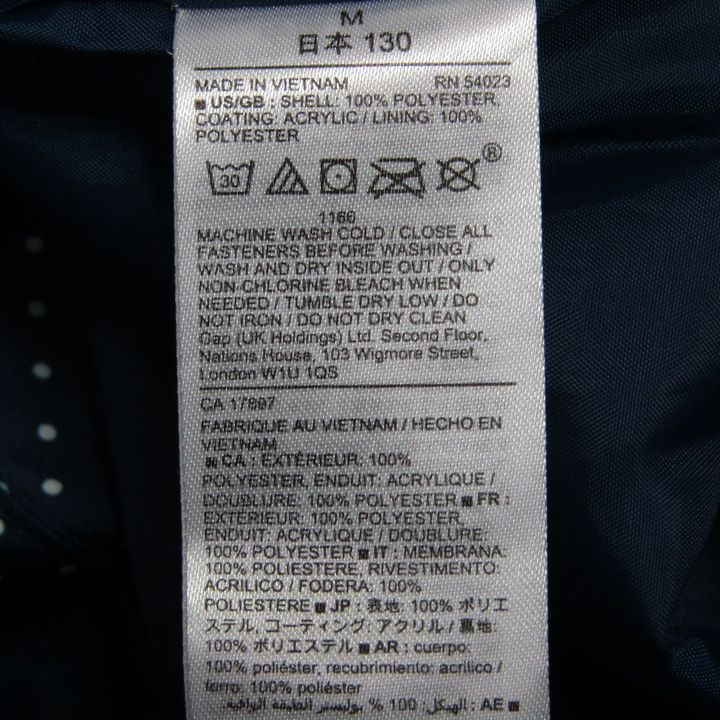 M
日本 130
MADE IN VIETNAM RN 54023
■ US/GB : SHELL: 100% POLYESTER,
COATING: ACRYLIC / LINING: 100%
POLYESTER
30
®
1166
MACHINE WASH COLD / CLOSE ALL
FASTENERS BEFORE WASHING /
WASH AND DRY INSIDE OUT / ONLY
NON-CHLORINE BLEACH WHEN
NEEDED / TUMBLE DRY LOW / DO
NOT IRON / DO NOT DRY CLEAN
Gap (UK Holdings) Ltd. Second Floor,
Nations House, 103 Wigmore Street,
London W1U 1QS
CA 17897
FABRIQUE AU VIETNAM / HECHO EN
VIETNAM
■ CA : EXTÉRIEUR: 100%
POLYESTER, ENDUIT: ACRYLIQUE /
DOUBLURE: 100% POLYESTER ■ FR :
EXTÉRIEUR: 100% POLYESTER,
ENDUIT: ACRYLIQUE / DOUBLURE:
100% POLYESTER ■ IT : MEMBRANA:
100% POLIESTERE, RIVESTIMENTO:
ACRILICO / FODERA: 100%
POLIESTERE ■ JP : 表地: 100% ポリエ
ステル, コーティング: アクリル / 裏地:
100% ポリエステル ■ AR : cuerpo:
100% poliéster, recubrimiento: acrílico /
forro: 100% poliéster
■ AE : الهيكل: 100 % بوليستر الطبقة الواقية: